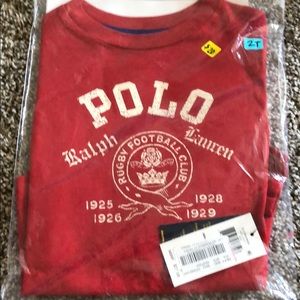 2T
POLO
Ralph Lauren
RUGBY FOOTBALL CLUB
1925 1928
1926 1929